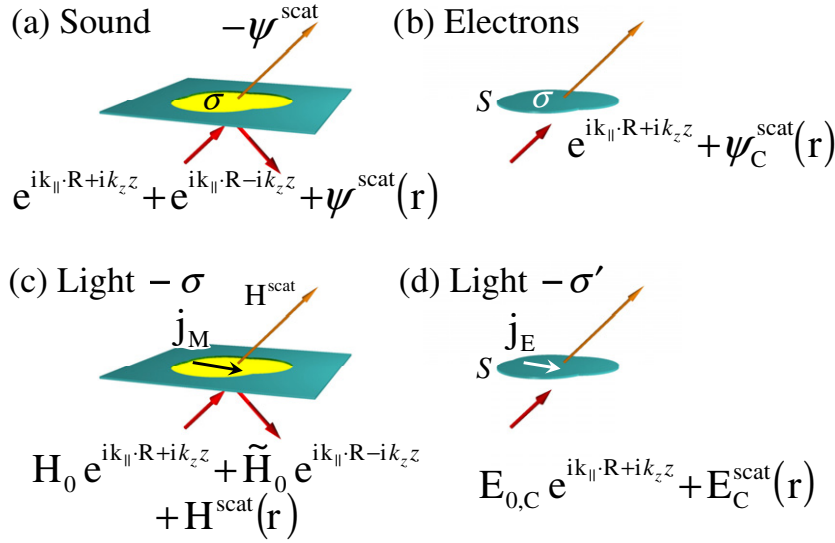 (a) Sound
−ψ^scat
σ
e^{ik_∥·R+ik_z z} + e^{ik_∥·R−ik_z z} + ψ^scat(r)
(b) Electrons
S
σ
e^{ik_∥·R+ik_z z} + ψ_C^scat(r)
(c) Light − σ
H^scat
j_M
H_0 e^{ik_∥·R+ik_z z} + H̃_0 e^{ik_∥·R−ik_z z}
+ H^scat(r)
(d) Light − σ′
j_E
S
E_{0,C} e^{ik_∥·R+ik_z z} + E_C^scat(r)